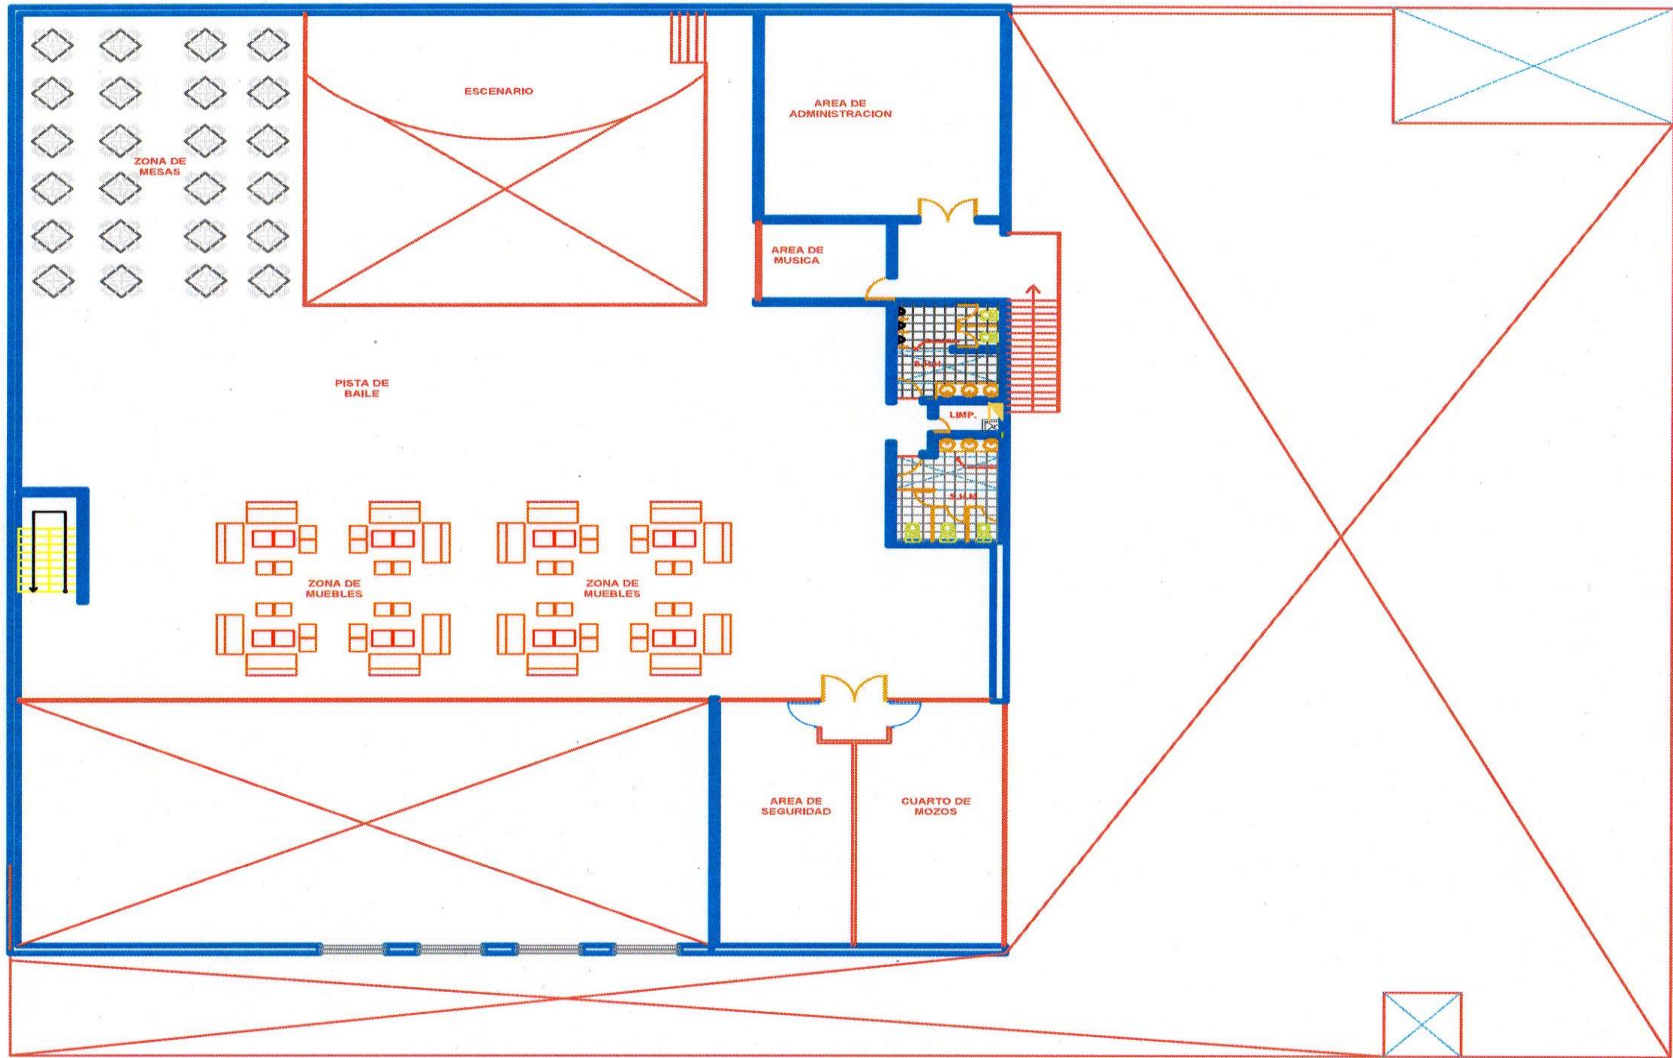 ESCENARIO
AREA DE
ADMINISTRACION
ZONA DE
MESAS
AREA DE
MUSICA
PISTA DE
BAILE
LIMP.
S.H.M.
ZONA DE
MUEBLES
ZONA DE
MUEBLES
AREA DE
SEGURIDAD
CUARTO DE
MOZOS